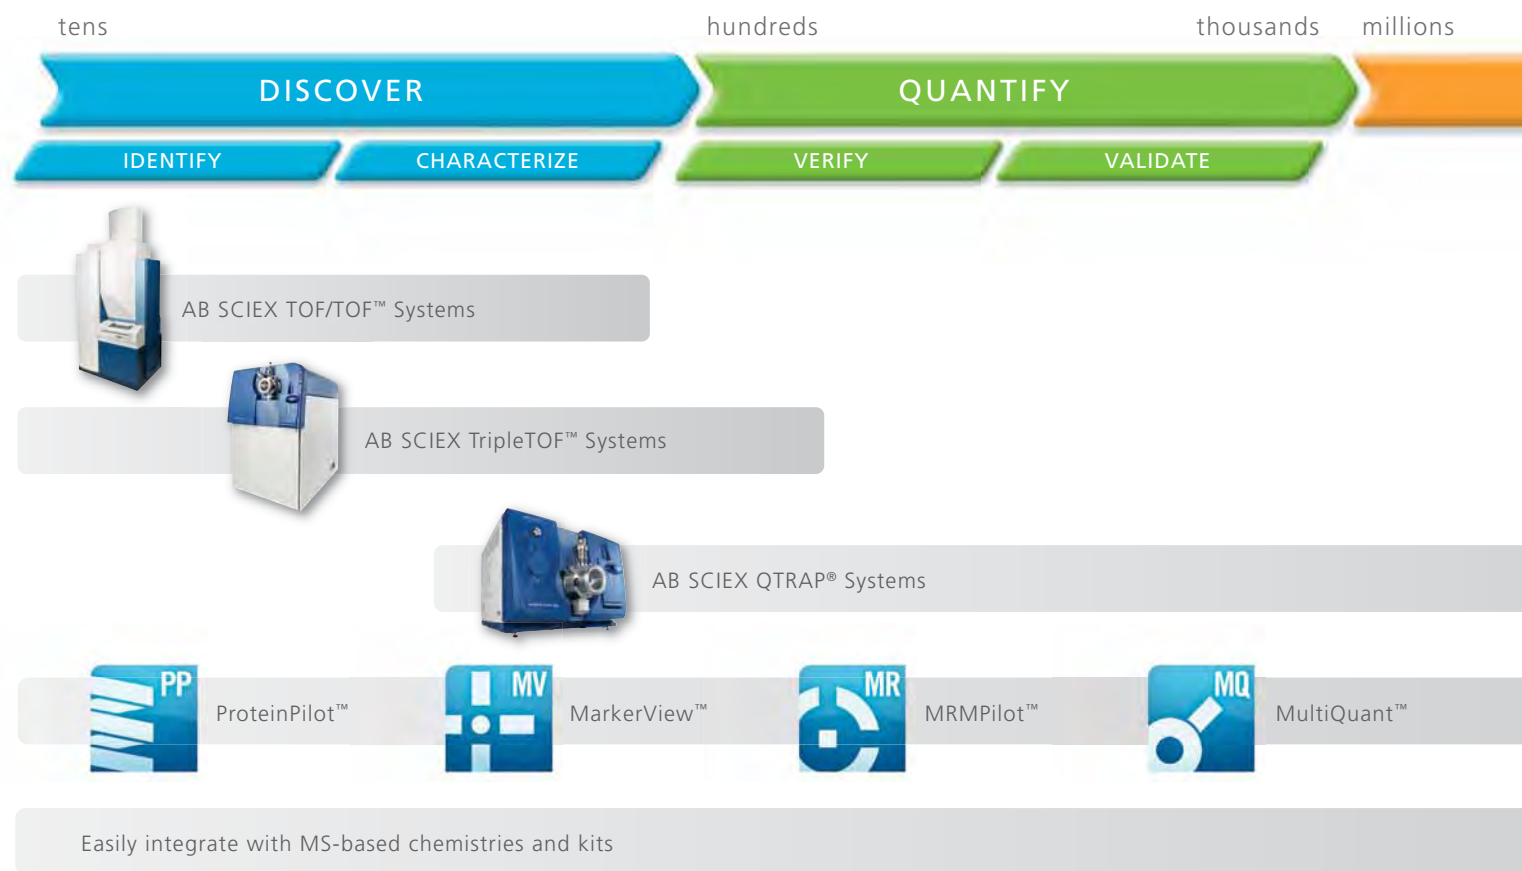 tens hundreds thousands millions
DISCOVER QUANTIFY
IDENTIFY CHARACTERIZE VERIFY VALIDATE
AB SCIEX TOF/TOF™ Systems
AB SCIEX TripleTOF™ Systems
AB SCIEX QTRAP® Systems
PP MV MR MQ
ProteinPilot™ MarkerView™ MRMPilot™ MultiQuant™
Easily integrate with MS-based chemistries and kits